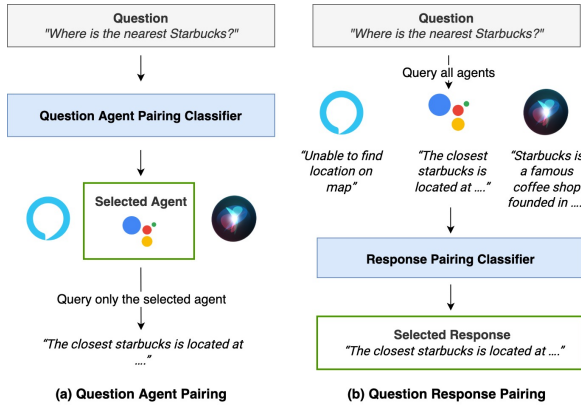 Question
"Where is the nearest Starbucks?"
Question Agent Pairing Classifier
Selected Agent
Query only the selected agent
"The closest starbucks is located at
...."
(a) Question Agent Pairing
Question
"Where is the nearest Starbucks?"
Query all agents
"Unable to find
location on
map"
"The closest
starbucks is
located at ...."
"Starbucks is
a famous
coffee shop
founded in ....
Response Pairing Classifier
Selected Response
"The closest starbucks is located at ...."
(b) Question Response Pairing